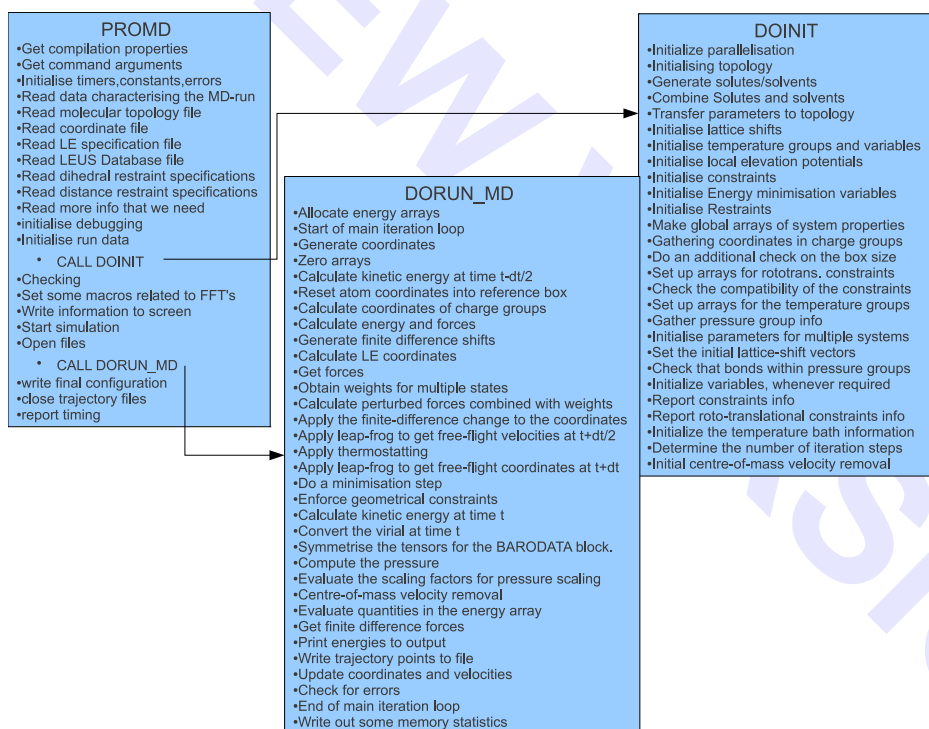 PROMD
•Get compilation properties
•Get command arguments
•Initialise timers,constants,errors
•Read data characterising the MD-run
•Read molecular topology file
•Read coordinate file
•Read LE specification file
•Read LEUS Database file
•Read dihedral restraint specifications
•Read distance restraint specifications
•Read more info that we need
•initialise debugging
•Initialise run data
• CALL DOINIT
•Checking
•Set some macros related to FFT's
•Write information to screen
•Start simulation
•Open files
• CALL DORUN_MD
•write final configuration
•close trajectory files
•report timing
DORUN_MD
•Allocate energy arrays
•Start of main iteration loop
•Generate coordinates
•Zero arrays
•Calculate kinetic energy at time t-dt/2
•Reset atom coordinates into reference box
•Calculate coordinates of charge groups
•Calculate energy and forces
•Generate finite difference shifts
•Calculate LE coordinates
•Get forces
•Obtain weights for multiple states
•Calculate perturbed forces combined with weights
•Apply the finite-difference change to the coordinates
•Apply leap-frog to get free-flight velocities at t+dt/2
•Apply thermostatting
•Apply leap-frog to get free-flight coordinates at t+dt
•Do a minimisation step
•Enforce geometrical constraints
•Calculate kinetic energy at time t
•Convert the virial at time t
•Symmetrise the tensors for the BARODATA block.
•Compute the pressure
•Evaluate the scaling factors for pressure scaling
•Centre-of-mass velocity removal
•Evaluate quantities in the energy array
•Get finite difference forces
•Print energies to output
•Write trajectory points to file
•Update coordinates and velocities
•Check for errors
•End of main iteration loop
•Write out some memory statistics
DOINIT
•Initialize parallelisation
•Initialising topology
•Generate solutes/solvents
•Combine Solutes and solvents
•Transfer parameters to topology
•Initialise lattice shifts
•Initialise temperature groups and variables
•Initialise local elevation potentials
•Initialise constraints
•Initialise Energy minimisation variables
•Initialise Restraints
•Make global arrays of system properties
•Gathering coordinates in charge groups
•Do an additional check on the box size
•Set up arrays for rototrans. constraints
•Check the compatibility of the constraints
•Set up arrays for the temperature groups
•Gather pressure group info
•Initialise parameters for multiple systems
•Set the initial lattice-shift vectors
•Check that bonds within pressure groups
•Initialize variables, whenever required
•Report constraints info
•Report roto-translational constraints info
•Initialize the temperature bath information
•Determine the number of iteration steps
•Initial centre-of-mass velocity removal